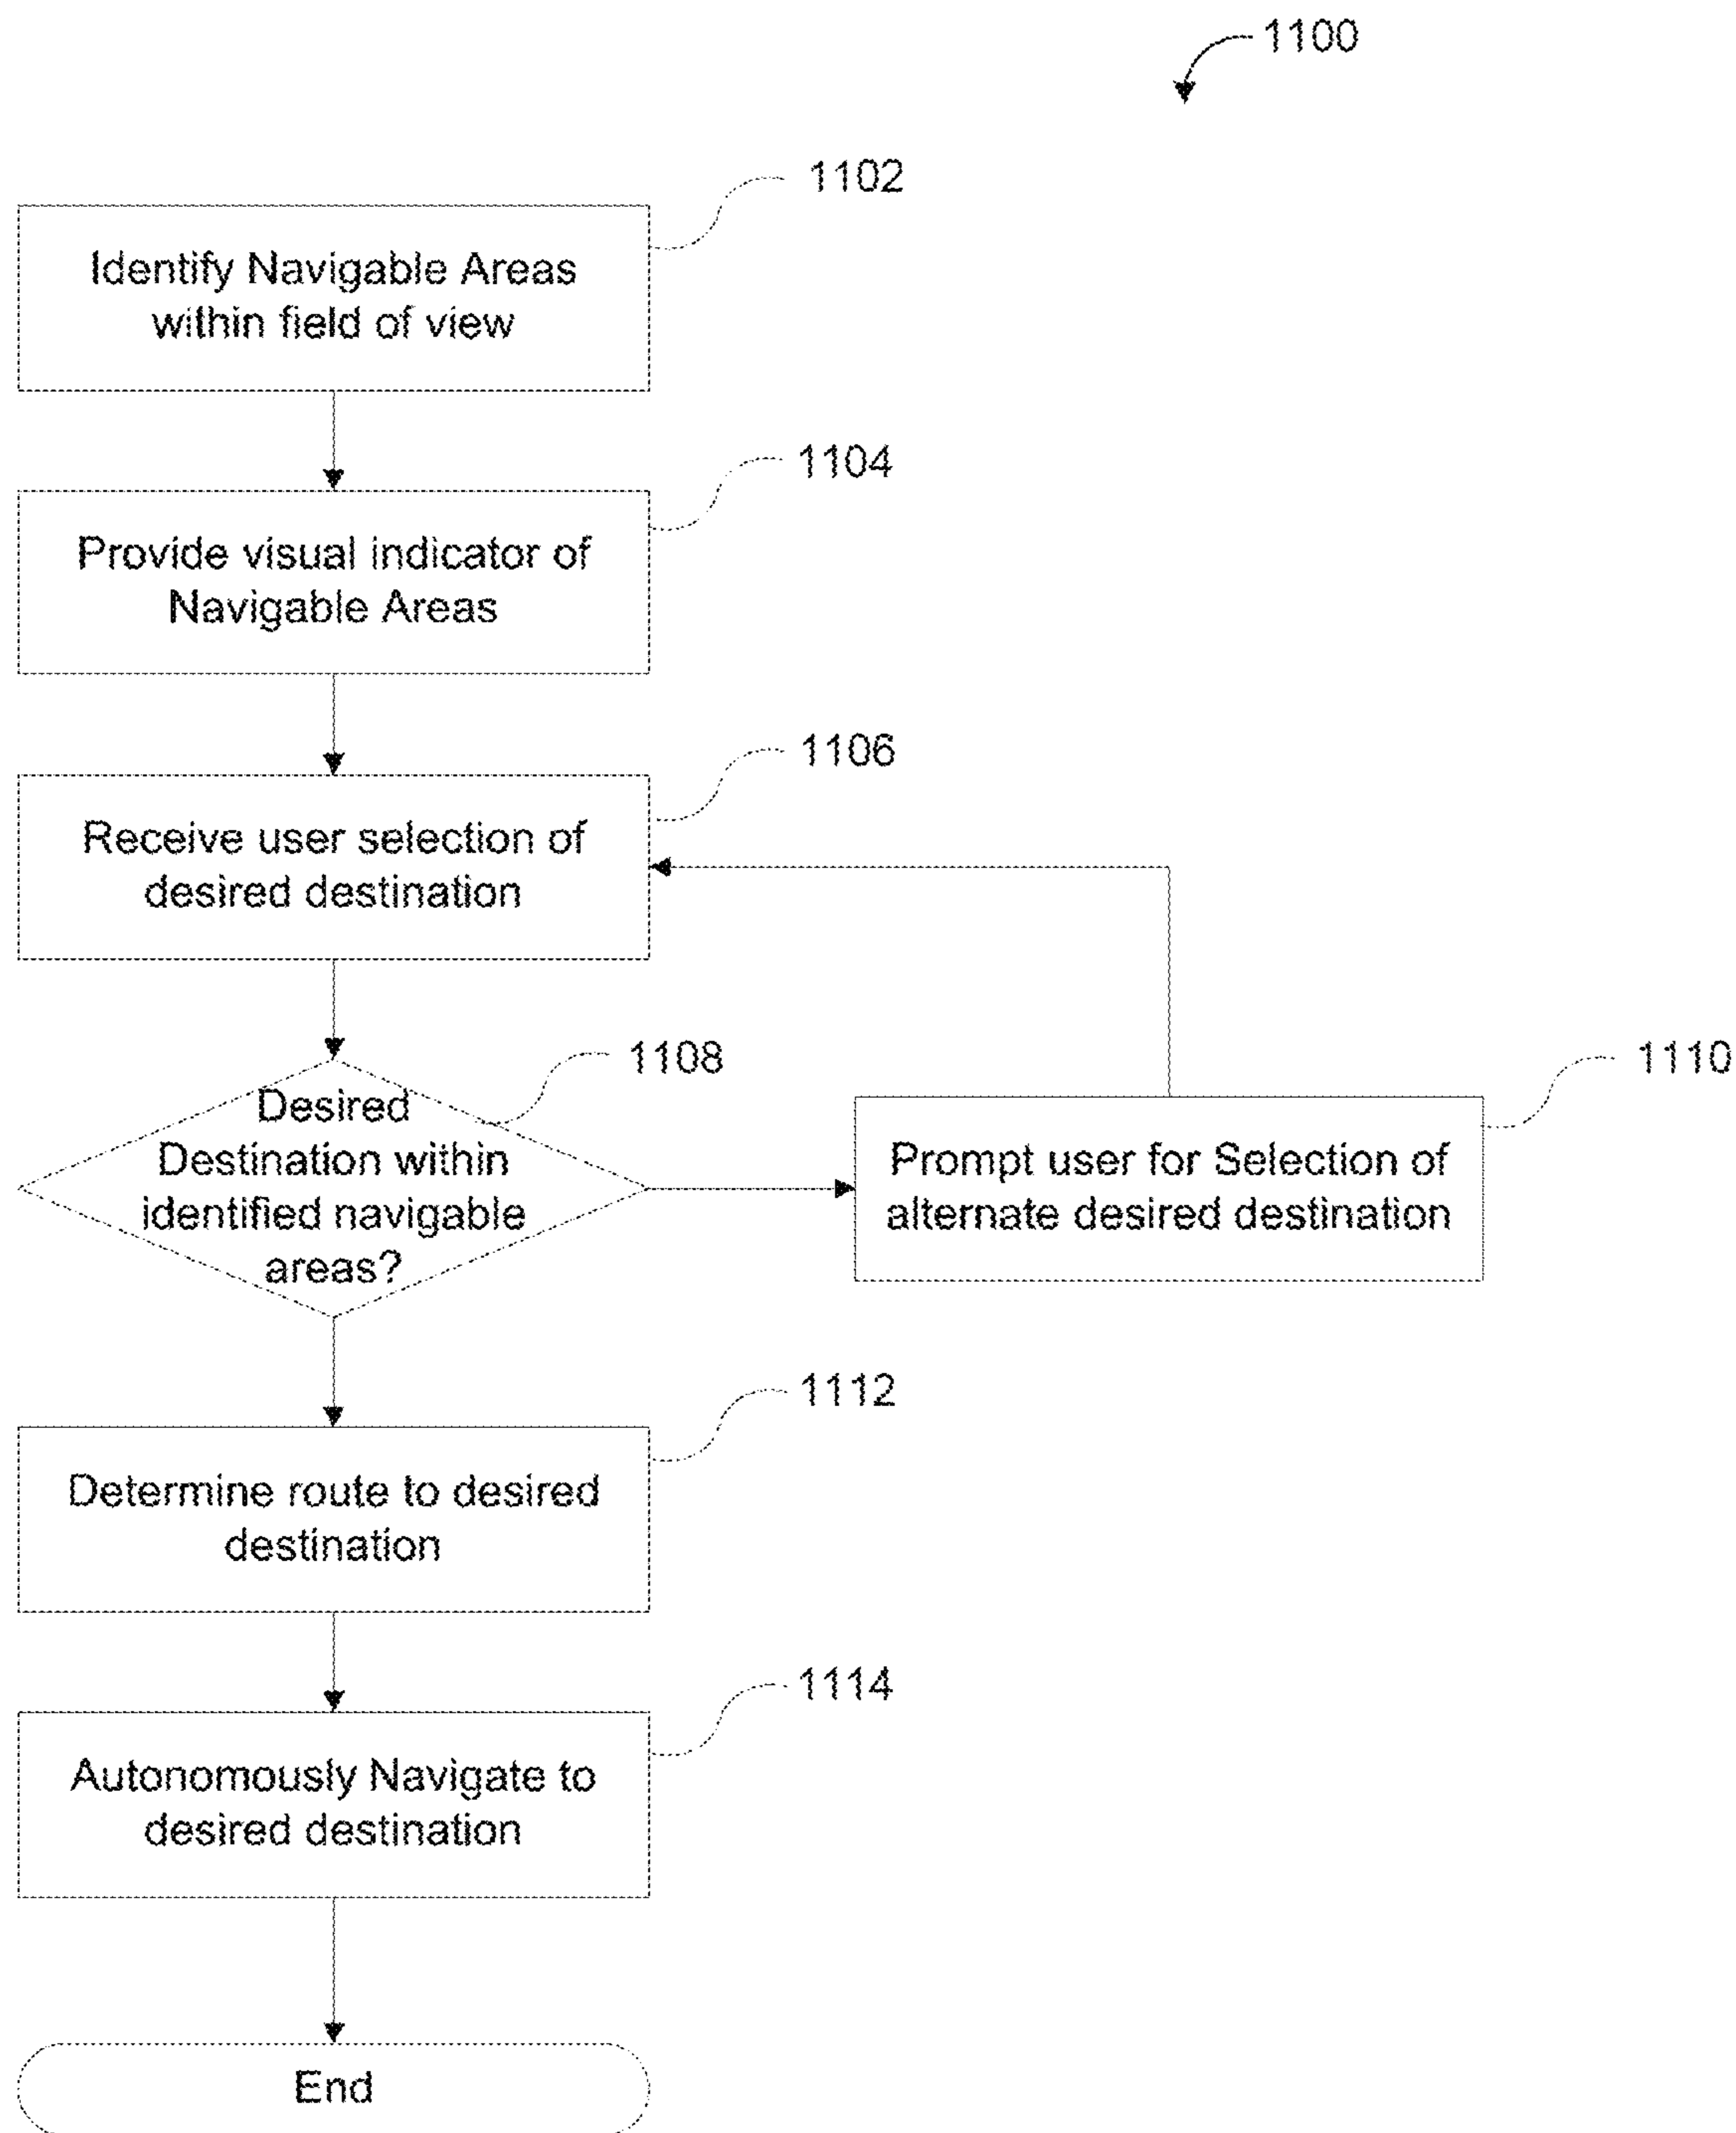 1100
1102
Identify Navigable Areas
within field of view
1104
Provide visual indicator of
Navigable Areas
1106
Receive user selection of
desired destination
1108
Desired
Destination within
identified navigable
areas?
1110
Prompt user for Selection of
alternate desired destination
1112
Determine route to desired
destination
1114
Autonomously Navigate to
desired destination
End